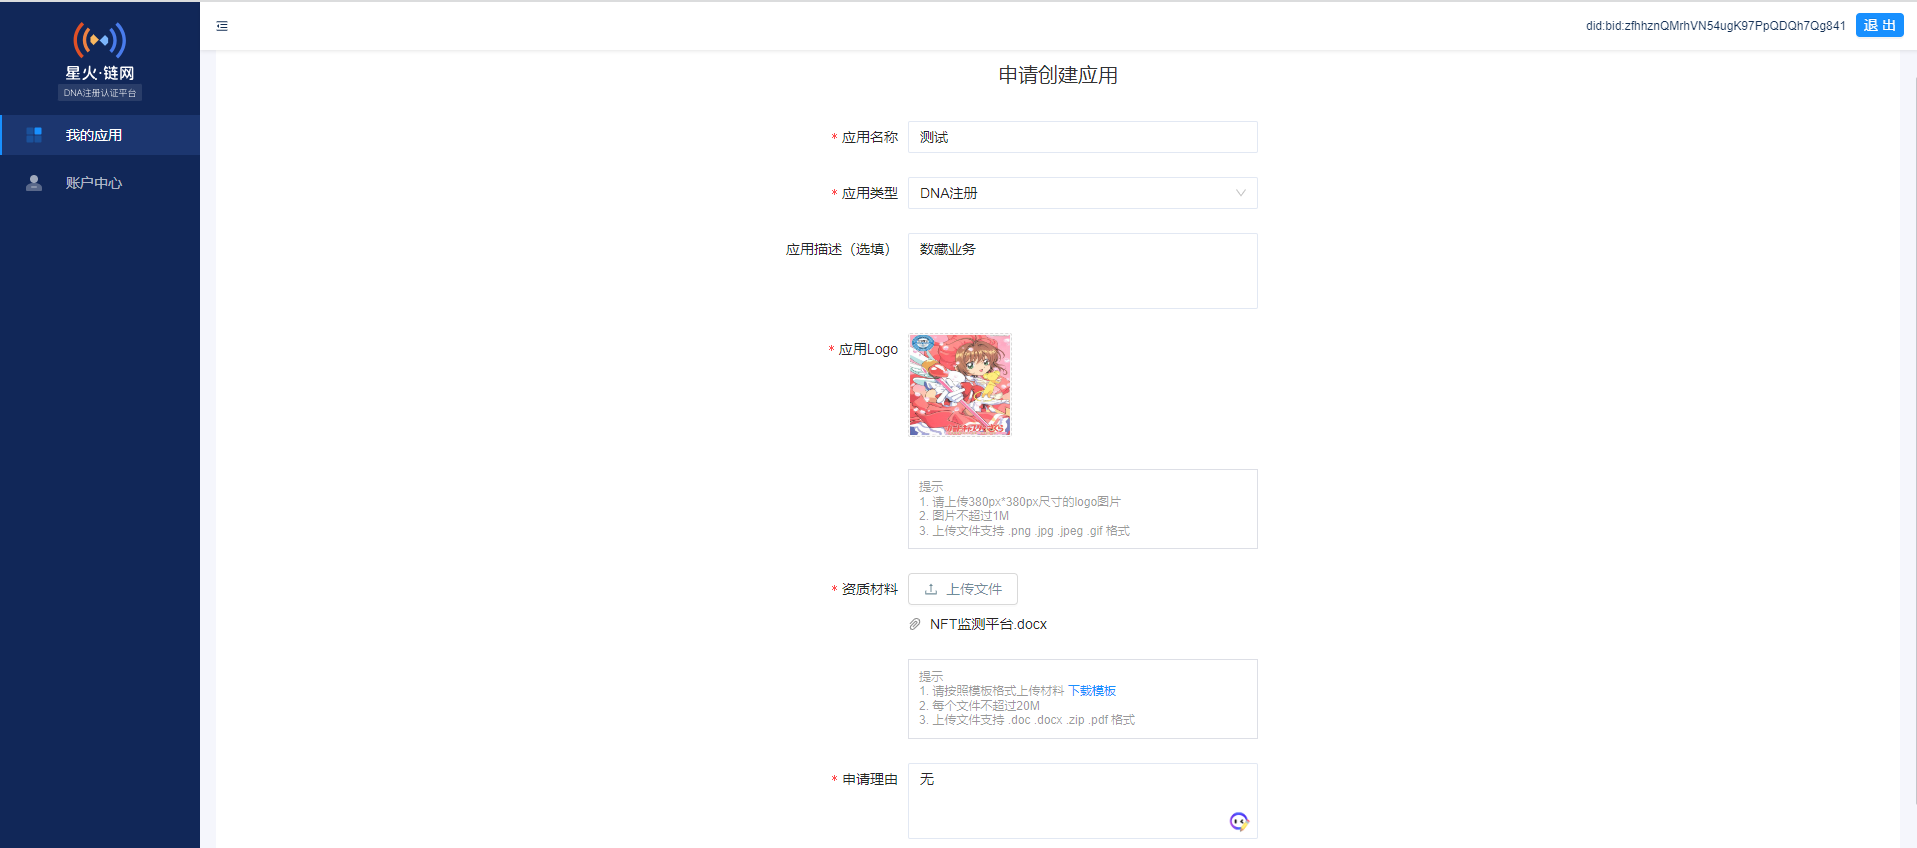 星火·链网
DNA注册认证平台
我的应用
账户中心
did:bid:zfhhznQMrhVN54ugK97PpQDQh7Qg841
退 出
申请创建应用
* 应用名称
测试
* 应用类型
DNA注册
应用描述（选填）
数藏业务
* 应用Logo
提示
1. 请上传380px*380px尺寸的logo图片
2. 图片不超过1M
3. 上传文件支持 .png .jpg .jpeg .gif 格式
* 资质材料
上传文件
NFT监测平台.docx
提示
1. 请按照模板格式上传材料 下载模板
2. 每个文件不超过20M
3. 上传文件支持 .doc .docx .zip .pdf 格式
* 申请理由
无